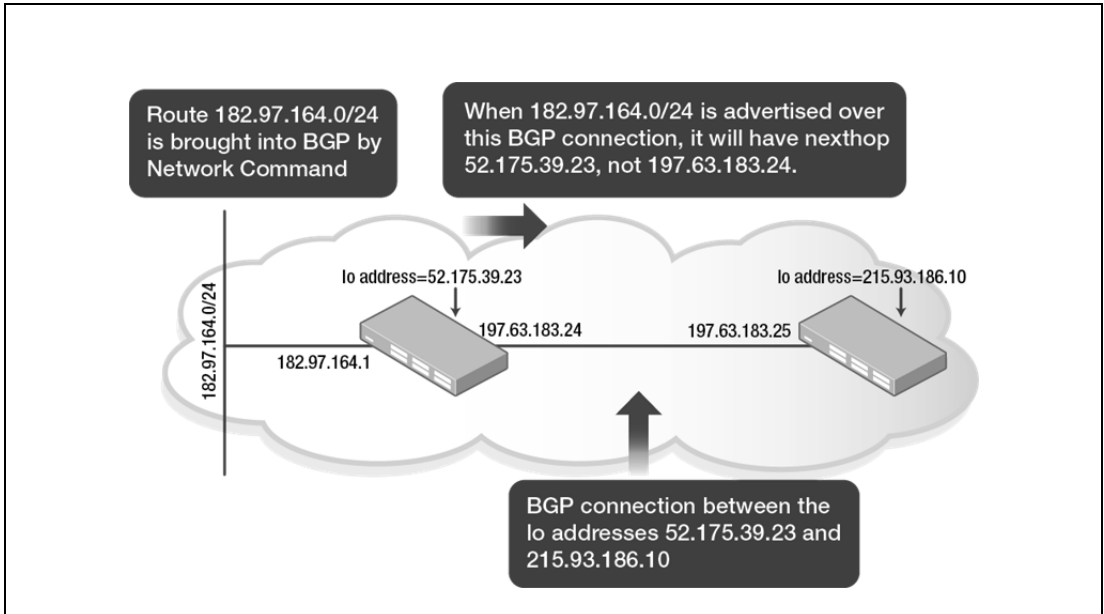 Route 182.97.164.0/24
is brought into BGP by
Network Command
When 182.97.164.0/24 is advertised over
this BGP connection, it will have nexthop
52.175.39.23, not 197.63.183.24.
lo address=52.175.39.23
lo address=215.93.186.10
182.97.164.0/24
197.63.183.24
197.63.183.25
182.97.164.1
BGP connection between the
lo addresses 52.175.39.23 and
215.93.186.10